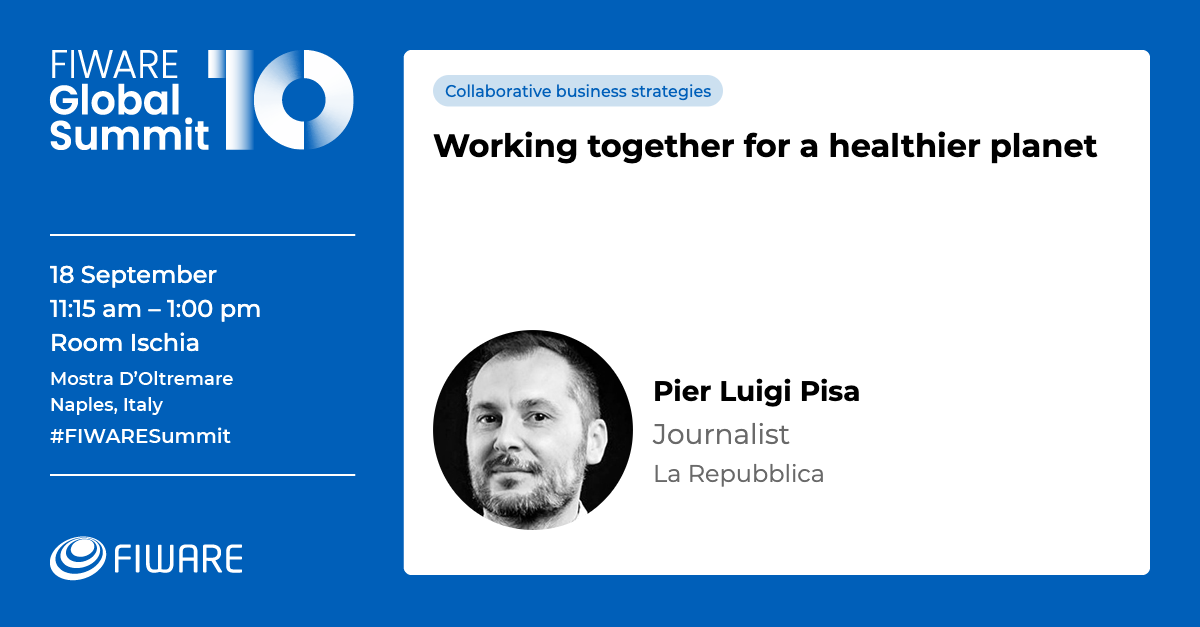 FIWARE
Global
Summit
10
18 September
11:15 am – 1:00 pm
Room Ischia
Mostra D’Oltremare
Naples, Italy
#FIWARESummit
FIWARE
Collaborative business strategies
Working together for a healthier planet
Pier Luigi Pisa
Journalist
La Repubblica